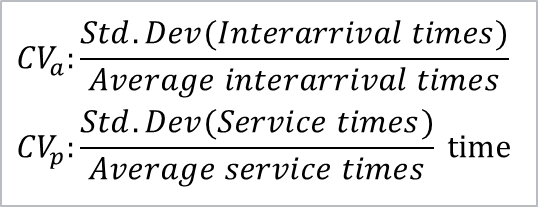 CVₐ: Std. Dev(Interarrival times) / Average interarrival times
CVₚ: Std. Dev(Service times) / Average service times time